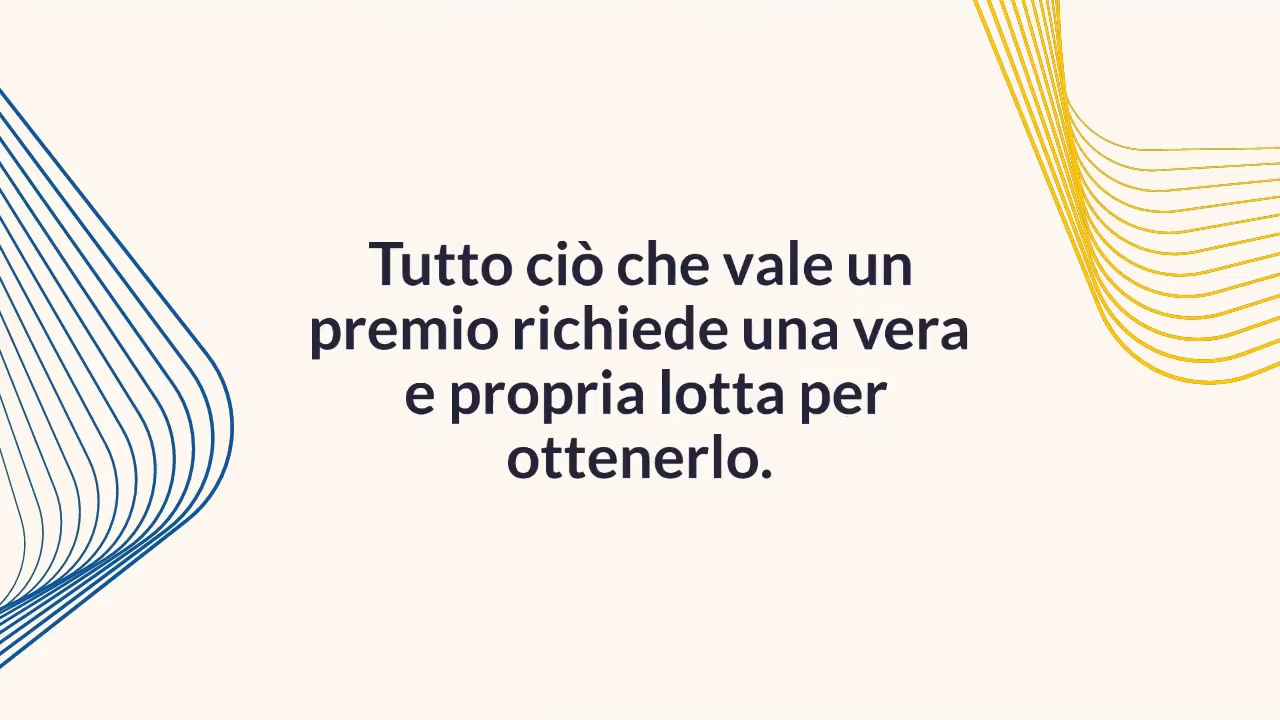 Tutto ciò che vale un
premio richiede una vera
e propria lotta per
ottenerlo.